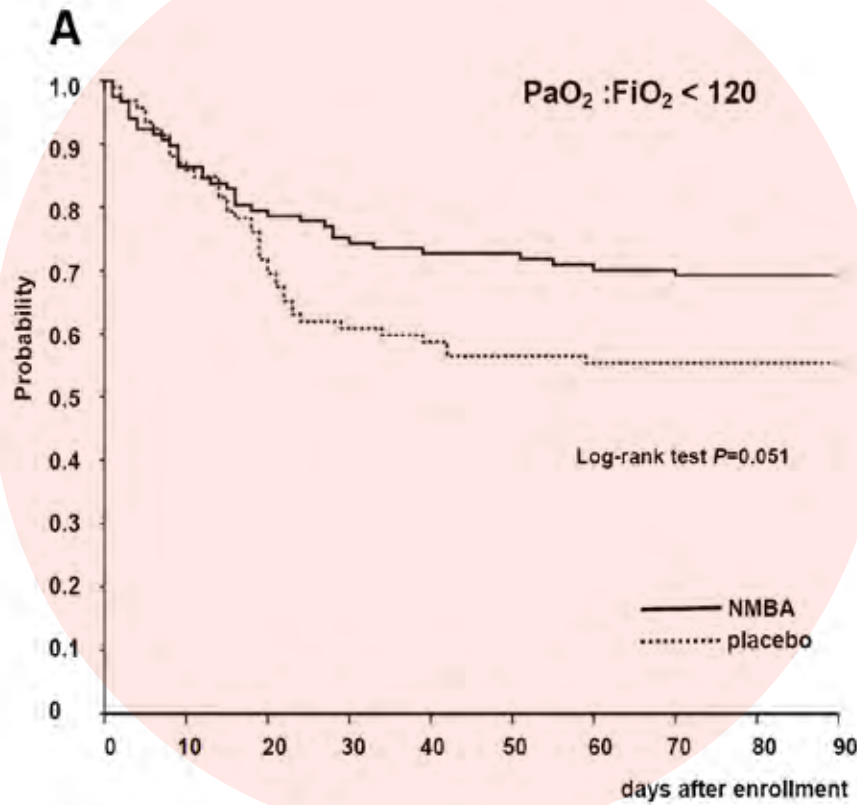 A
PaO₂ :FiO₂ < 120
1.0
0.9
0.8
0.7
0.6
0.5
0.4
0.3
0.2
0.1
0
Probability
Log-rank test P=0.051
NMBA
placebo
0 10 20 30 40 50 60 70 80 90
days after enrollment